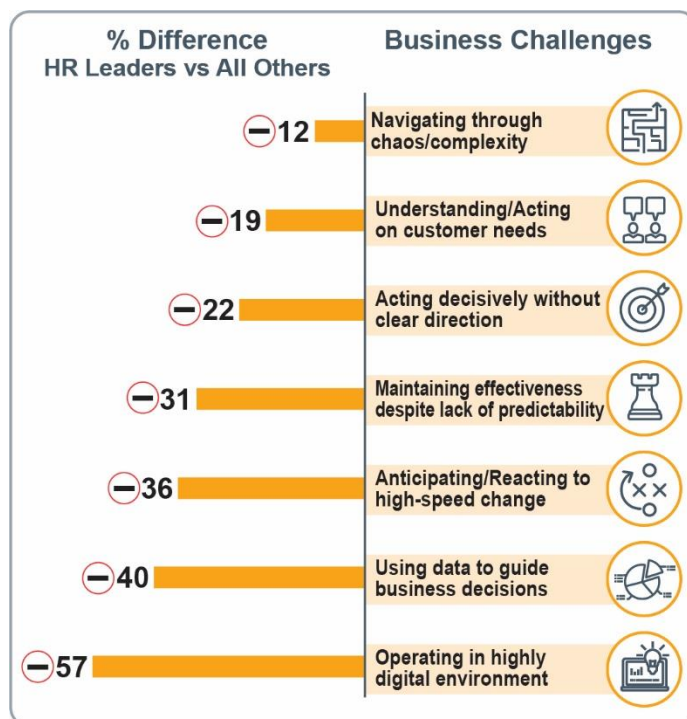 % Difference
HR Leaders vs All Others
Business Challenges
−12
Navigating through
chaos/complexity
−19
Understanding/Acting
on customer needs
−22
Acting decisively without
clear direction
−31
Maintaining effectiveness
despite lack of predictability
−36
Anticipating/Reacting to
high-speed change
−40
Using data to guide
business decisions
−57
Operating in highly
digital environment